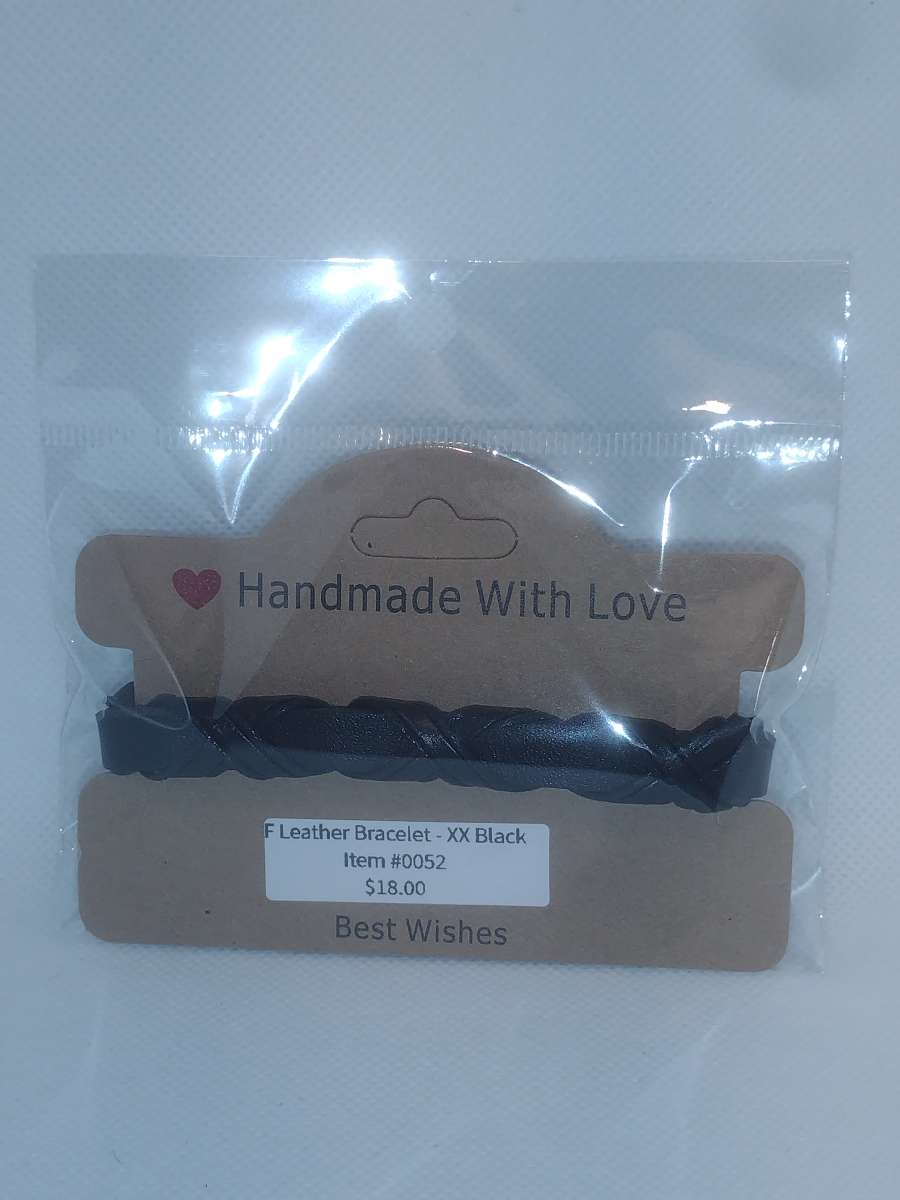 Handmade With Love
F Leather Bracelet - XX Black
Item #0052
$18.00
Best Wishes